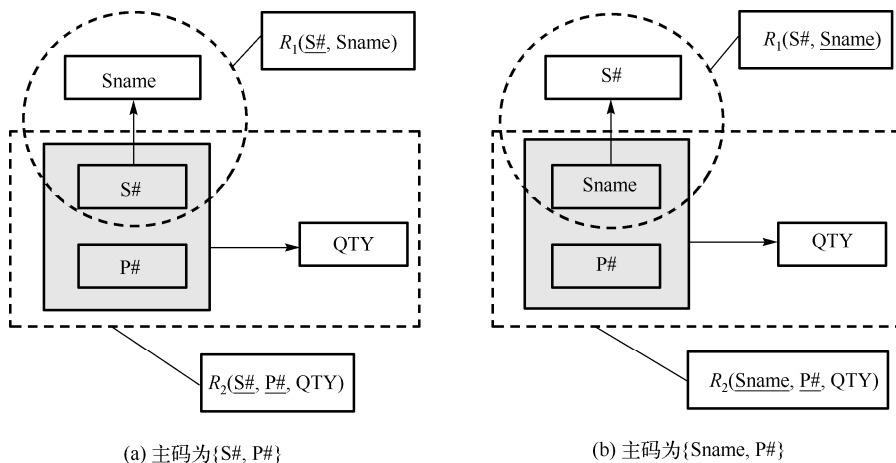 R₁(S#, Sname)
Sname
S#
P#
QTY
R₂(S#, P#, QTY)
(a) 主码为{S#, P#}
R₁(S#, Sname)
S#
Sname
P#
QTY
R₂(Sname, P#, QTY)
(b) 主码为{Sname, P#}